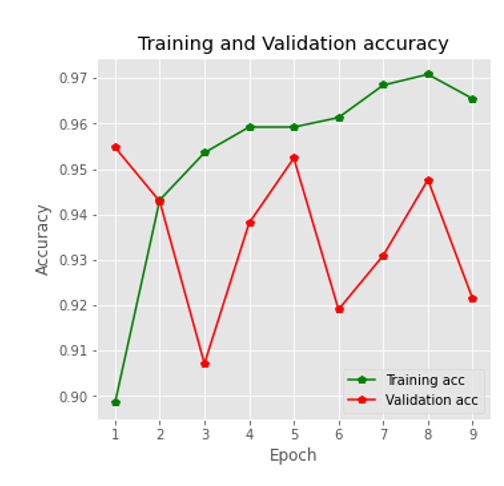 Training and Validation accuracy
0.97
0.96
0.95
0.94
0.93
0.92
0.91
0.90
Accuracy
Training acc
Validation acc
1 2 3 4 5 6 7 8 9
Epoch